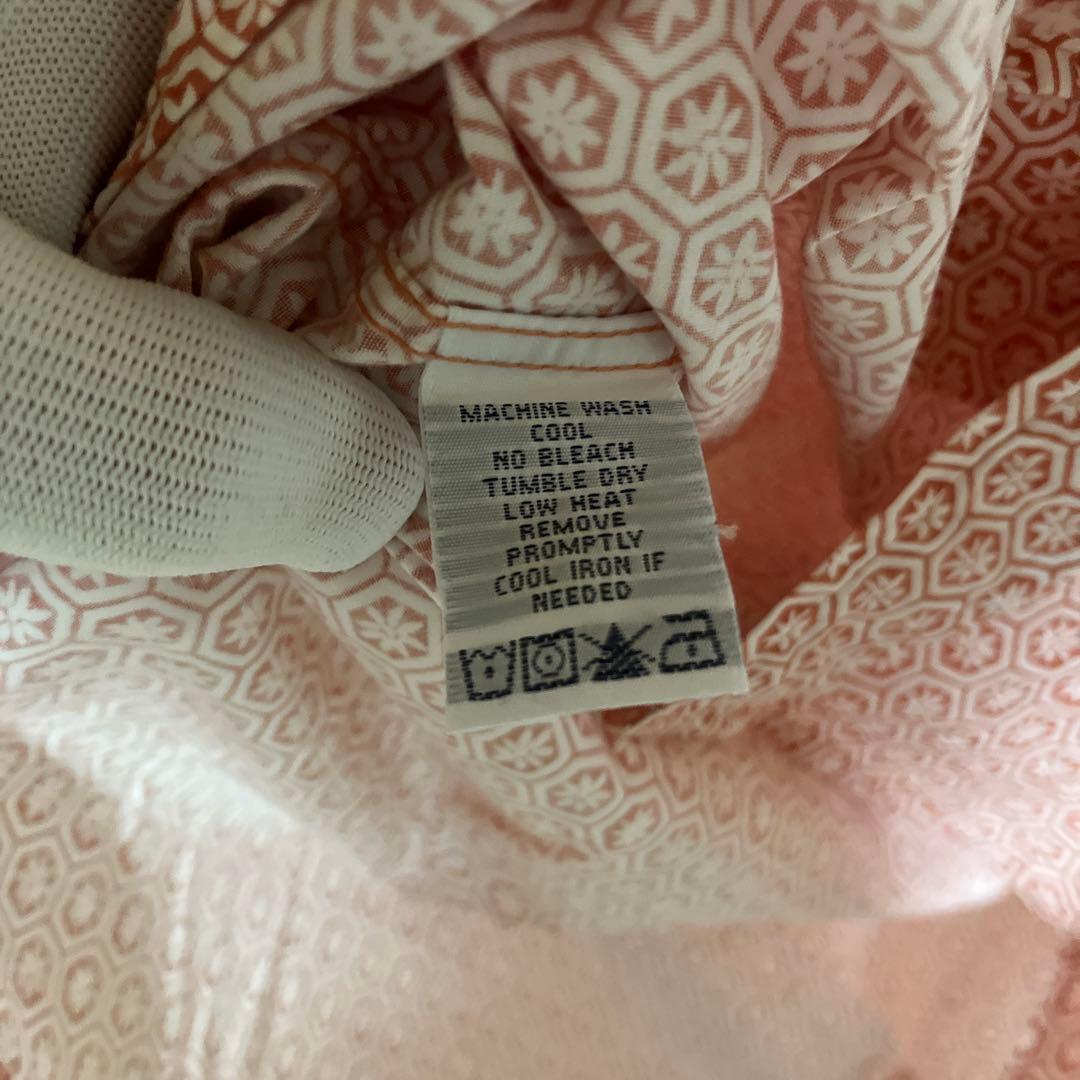 MACHINE WASH
COOL
NO BLEACH
TUMBLE DRY
LOW HEAT
REMOVE
PROMPTLY
COOL IRON IF
NEEDED